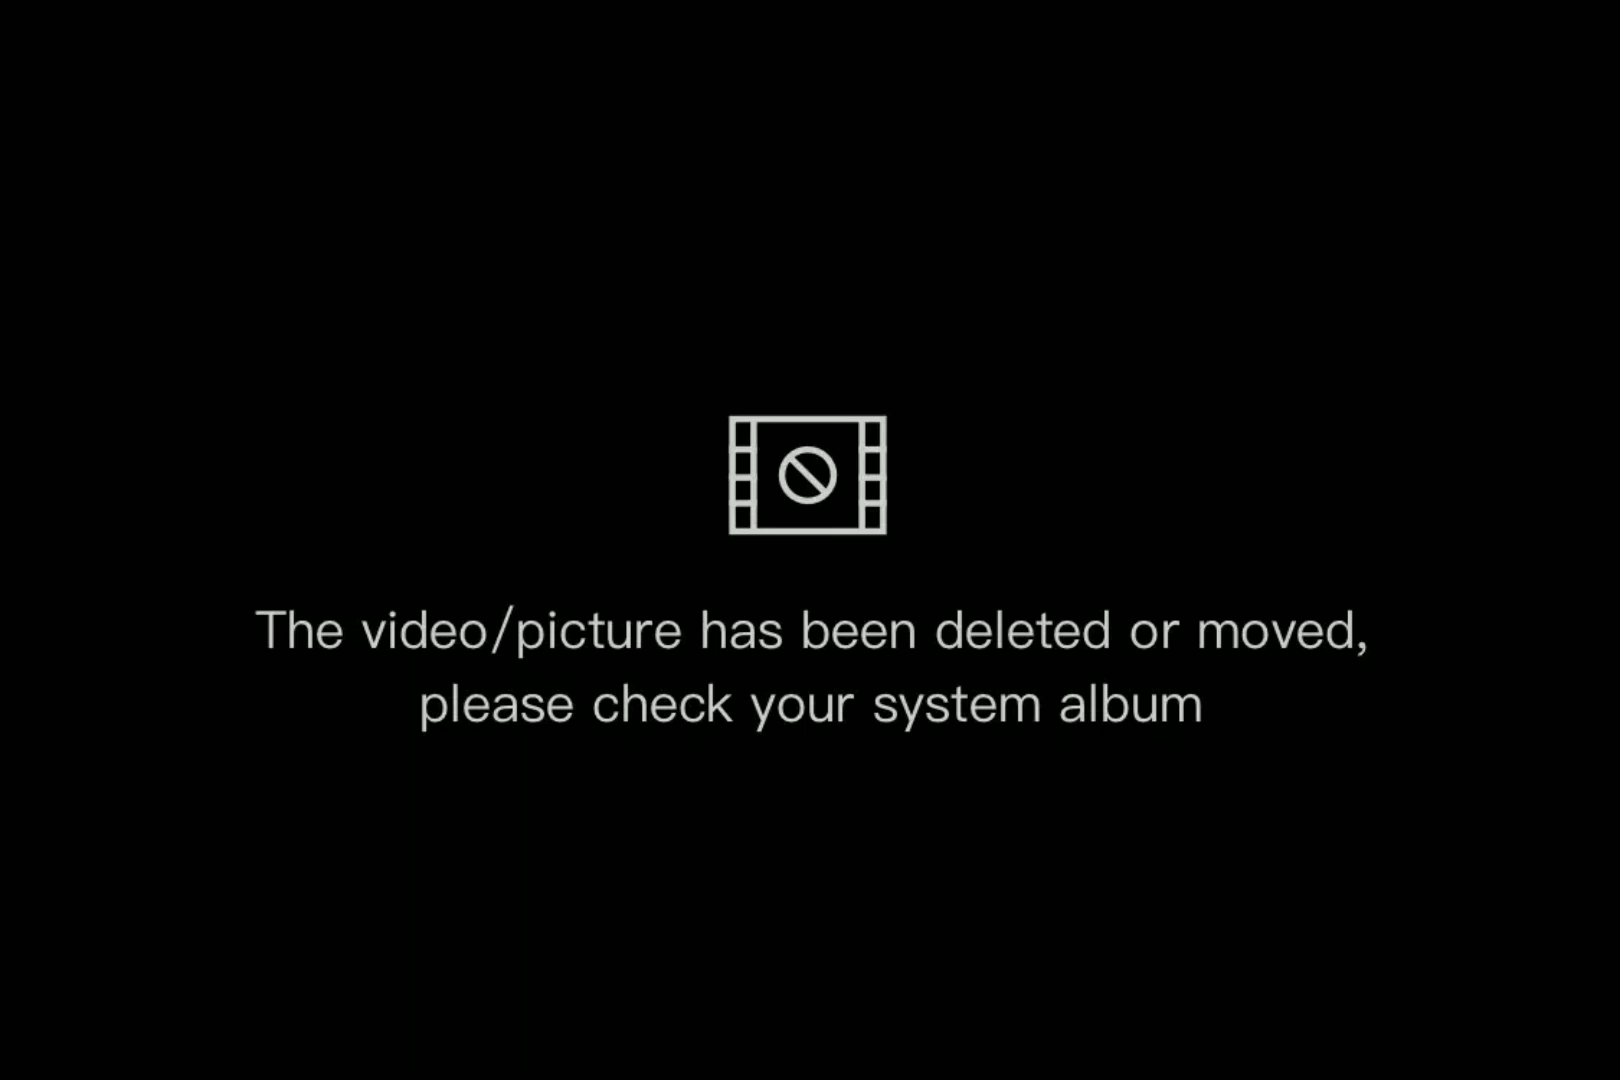 The video/picture has been deleted or moved,
please check your system album